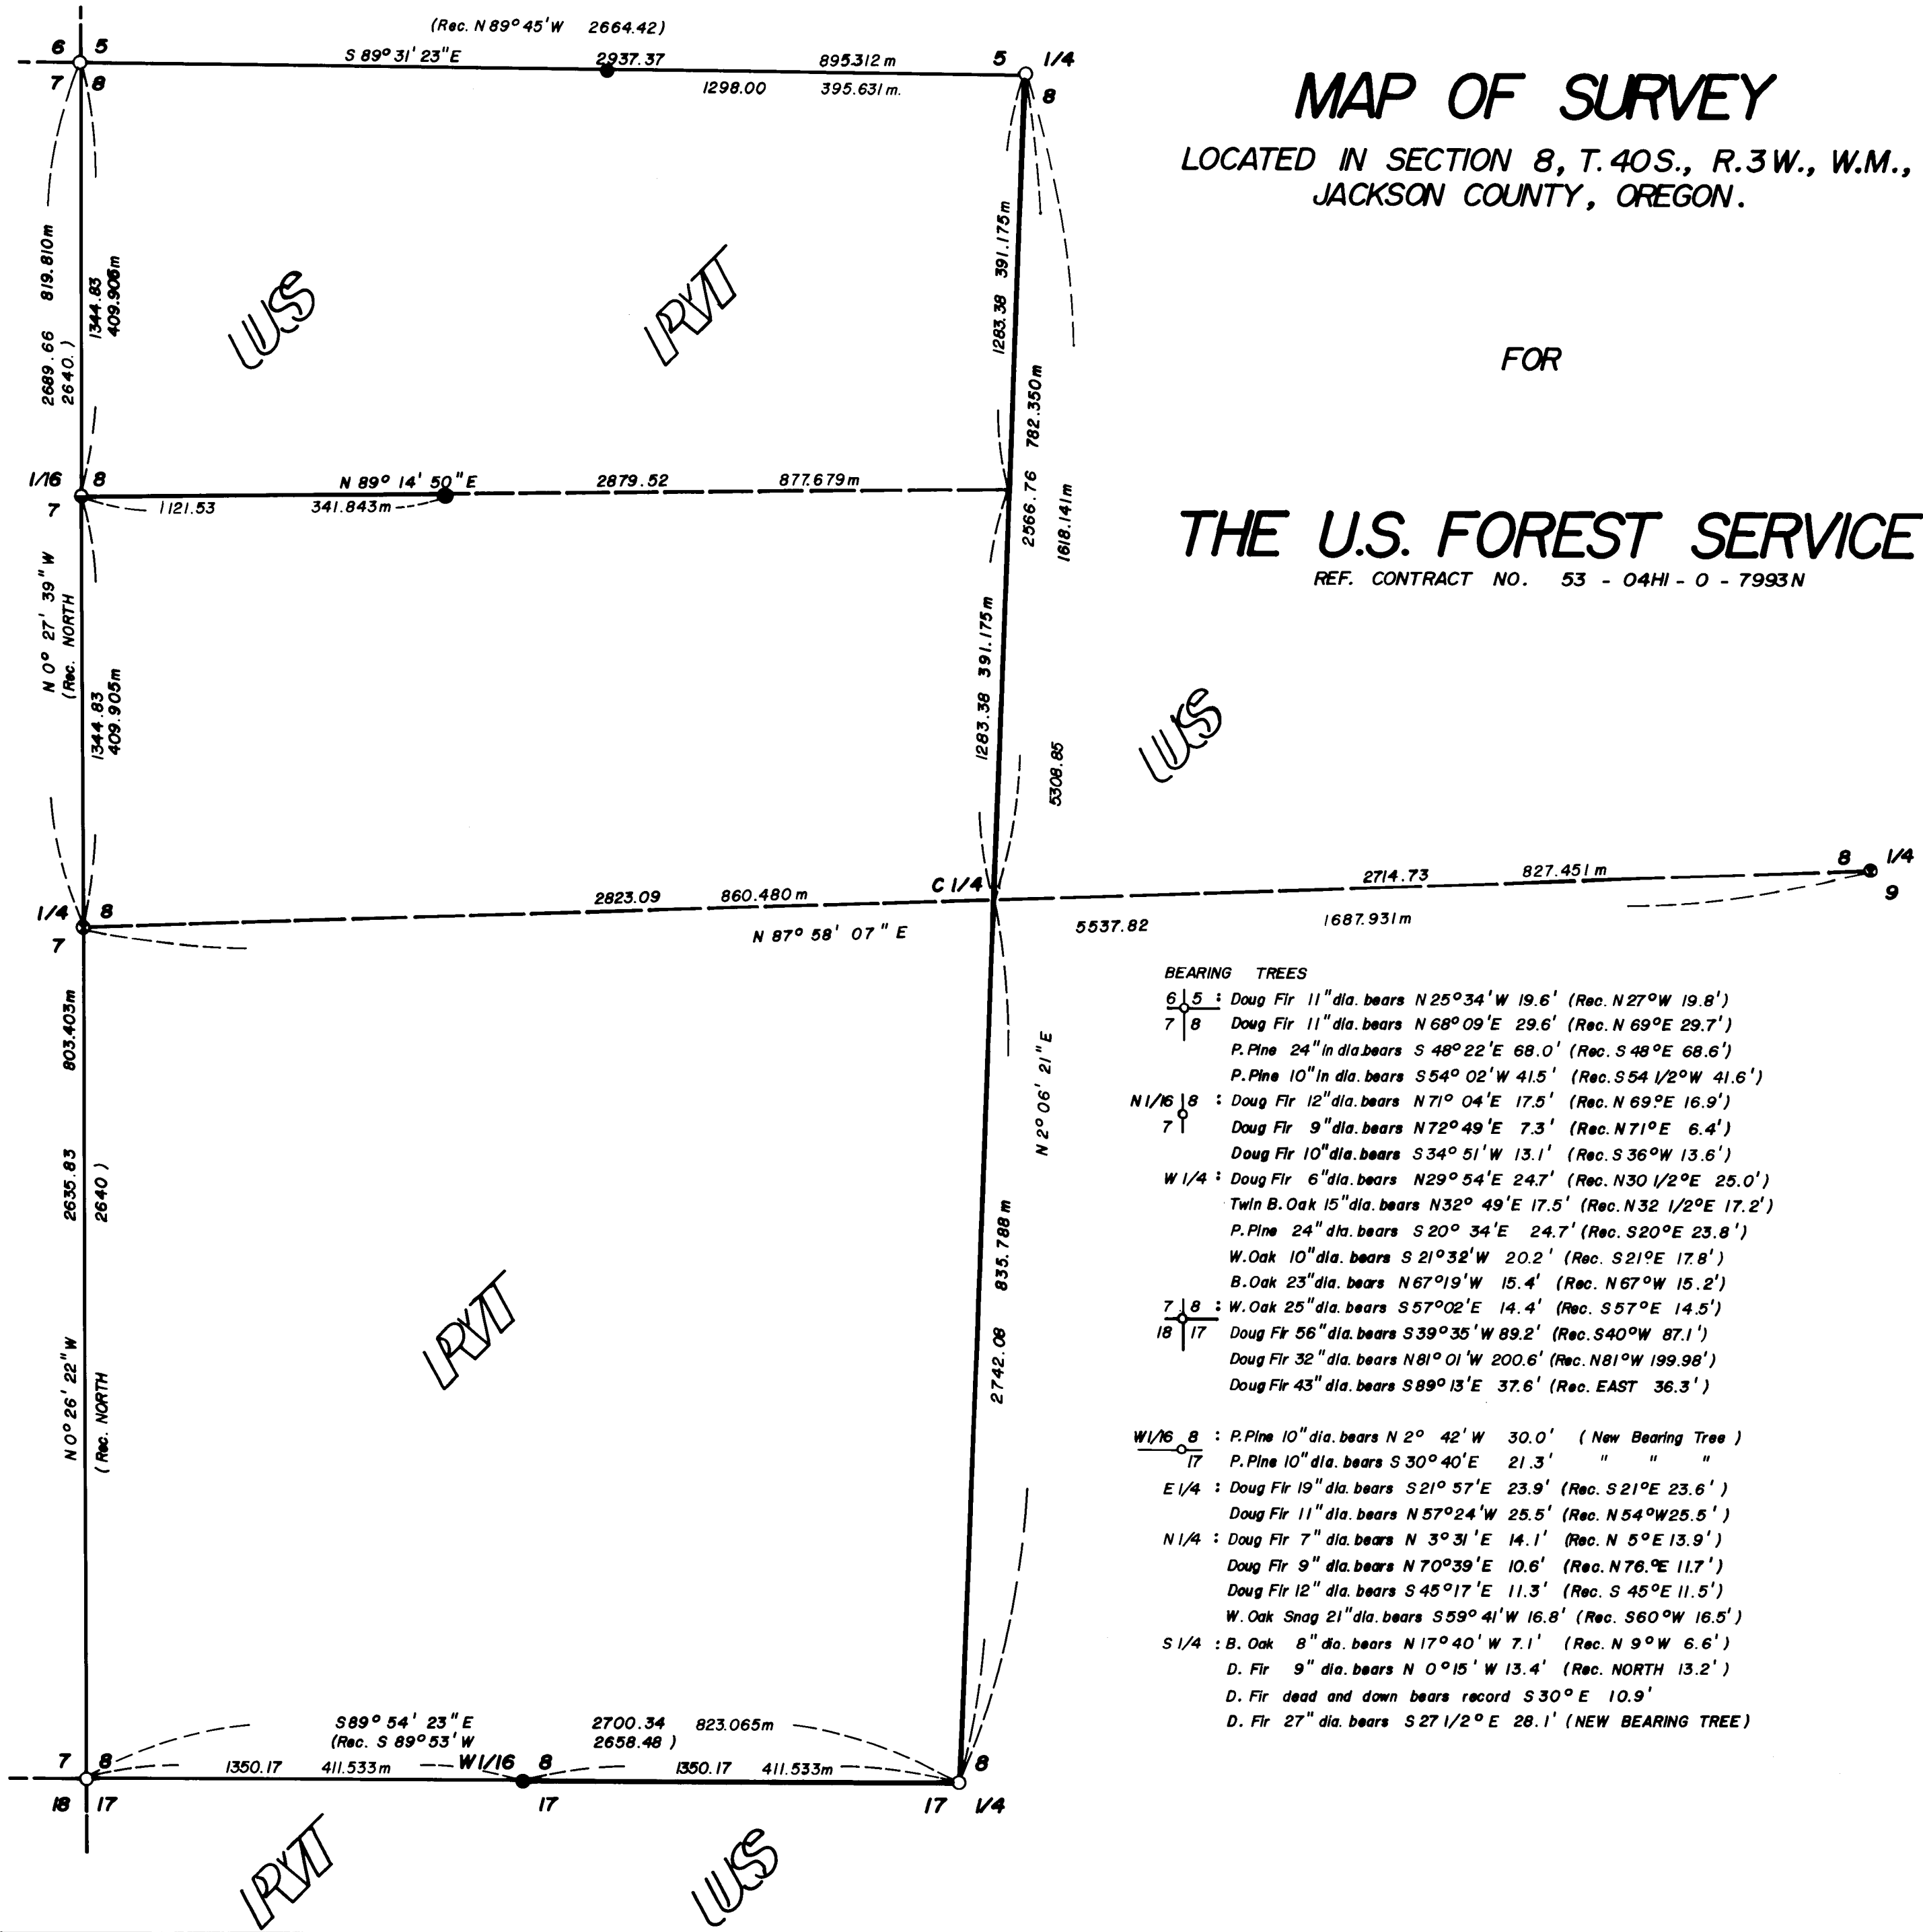 MAP OF SURVEY
LOCATED IN SECTION 8, T. 40 S., R. 3 W., W.M.,
JACKSON COUNTY, OREGON.
FOR
THE U.S. FOREST SERVICE
REF. CONTRACT NO. 53 - 04HI - 0 - 7993N
(Rec. N 89° 45' W 2664.42)
S 89° 31' 23" E 2937.37 895.312 m
1298.00 395.631 m.
6 5
7 8
5 1/4
8
2689.66 819.810 m
2640.)
1344.83
409.905m
US
PRVT
1283.38 391.175m
2566.76 782.350m
1618.141m
1/16 8
7
N 89° 14' 50" E 2879.52 877.679 m
1121.53 341.843m
N 0° 27' 39" W
(Rec. NORTH
1344.83
409.905m
1283.38 391.175m
5308.85
US
1/4 8
7
2823.09 860.480 m
C 1/4
N 87° 58' 07" E
2714.73 827.451 m
5537.82 1687.931m
8 1/4
9
2635.83 803.403m
2640 )
N 0° 26' 22" W
(Rec. NORTH
PRVT
N 2° 06' 21" E
2742.08 835.788 m
S89° 54' 23" E 2700.34 823.065m
(Rec. S 89° 53' W 2658.48 )
7 8
18 17
1350.17 411.533m
W1/16 8
17
1350.17 411.533m
8
17 1/4
PRVT
US
BEARING TREES
6 5 : Doug Fir 11" dia. bears N 25° 34' W 19.6' (Rec. N 27° W 19.8')
7 8 Doug Fir 11" dia. bears N 68° 09' E 29.6' (Rec. N 69° E 29.7')
P. Pine 24" in dia. bears S 48° 22' E 68.0' (Rec. S 48° E 68.6')
P. Pine 10" in dia. bears S 54° 02' W 41.5' (Rec. S 54 1/2° W 41.6')
N 1/16 8 : Doug Fir 12" dia. bears N 71° 04' E 17.5' (Rec. N 69° E 16.9')
7 Doug Fir 9" dia. bears N 72° 49' E 7.3' (Rec. N 71° E 6.4')
Doug Fir 10" dia. bears S 34° 51' W 13.1' (Rec. S 36° W 13.6')
W 1/4 : Doug Fir 6" dia. bears N29° 54' E 24.7' (Rec. N30 1/2° E 25.0')
Twin B. Oak 15" dia. bears N32° 49' E 17.5' (Rec. N 32 1/2° E 17.2')
P. Pine 24" dia. bears S 20° 34' E 24.7' (Rec. S20° E 23.8')
W. Oak 10" dia. bears S 21° 32' W 20.2' (Rec. S 21° E 17.8')
B. Oak 23" dia. bears N 67° 19' W 15.4' (Rec. N 67° W 15.2')
7 8 : W. Oak 25" dia. bears S 57° 02' E 14.4' (Rec. S 57° E 14.5')
18 17 Doug Fir 56" dia. bears S 39° 35' W 89.2' (Rec. S40° W 87.1')
Doug Fir 32" dia. bears N81° 01' W 200.6' (Rec. N81° W 199.98')
Doug Fir 43" dia. bears S 89° 13' E 37.6' (Rec. EAST 36.3')
W1/16 8 : P. Pine 10" dia. bears N 2° 42' W 30.0' ( New Bearing Tree )
17 P. Pine 10" dia. bears S 30° 40' E 21.3' " " "
E 1/4 : Doug Fir 19" dia. bears S 21° 57' E 23.9' (Rec. S 21° E 23.6' )
Doug Fir 11" dia. bears N 57° 24' W 25.5' (Rec. N 54° W 25.5' )
N 1/4 : Doug Fir 7" dia. bears N 3° 31' E 14.1' (Rec. N 5° E 13.9')
Doug Fir 9" dia. bears N 70° 39' E 10.6' (Rec. N 76.° E 11.7')
Doug Fir 12" dia. bears S 45° 17' E 11.3' (Rec. S 45° E 11.5')
W. Oak Snag 21" dia. bears S 59° 41' W 16.8' (Rec. S60° W 16.5')
S 1/4 : B. Oak 8" dia. bears N 17° 40' W 7.1' (Rec. N 9° W 6.6' )
D. Fir 9" dia. bears N 0° 15' W 13.4' (Rec. NORTH 13.2' )
D. Fir dead and down bears record S 30° E 10.9'
D. Fir 27" dia. bears S 27 1/2° E 28.1' ( NEW BEARING TREE)